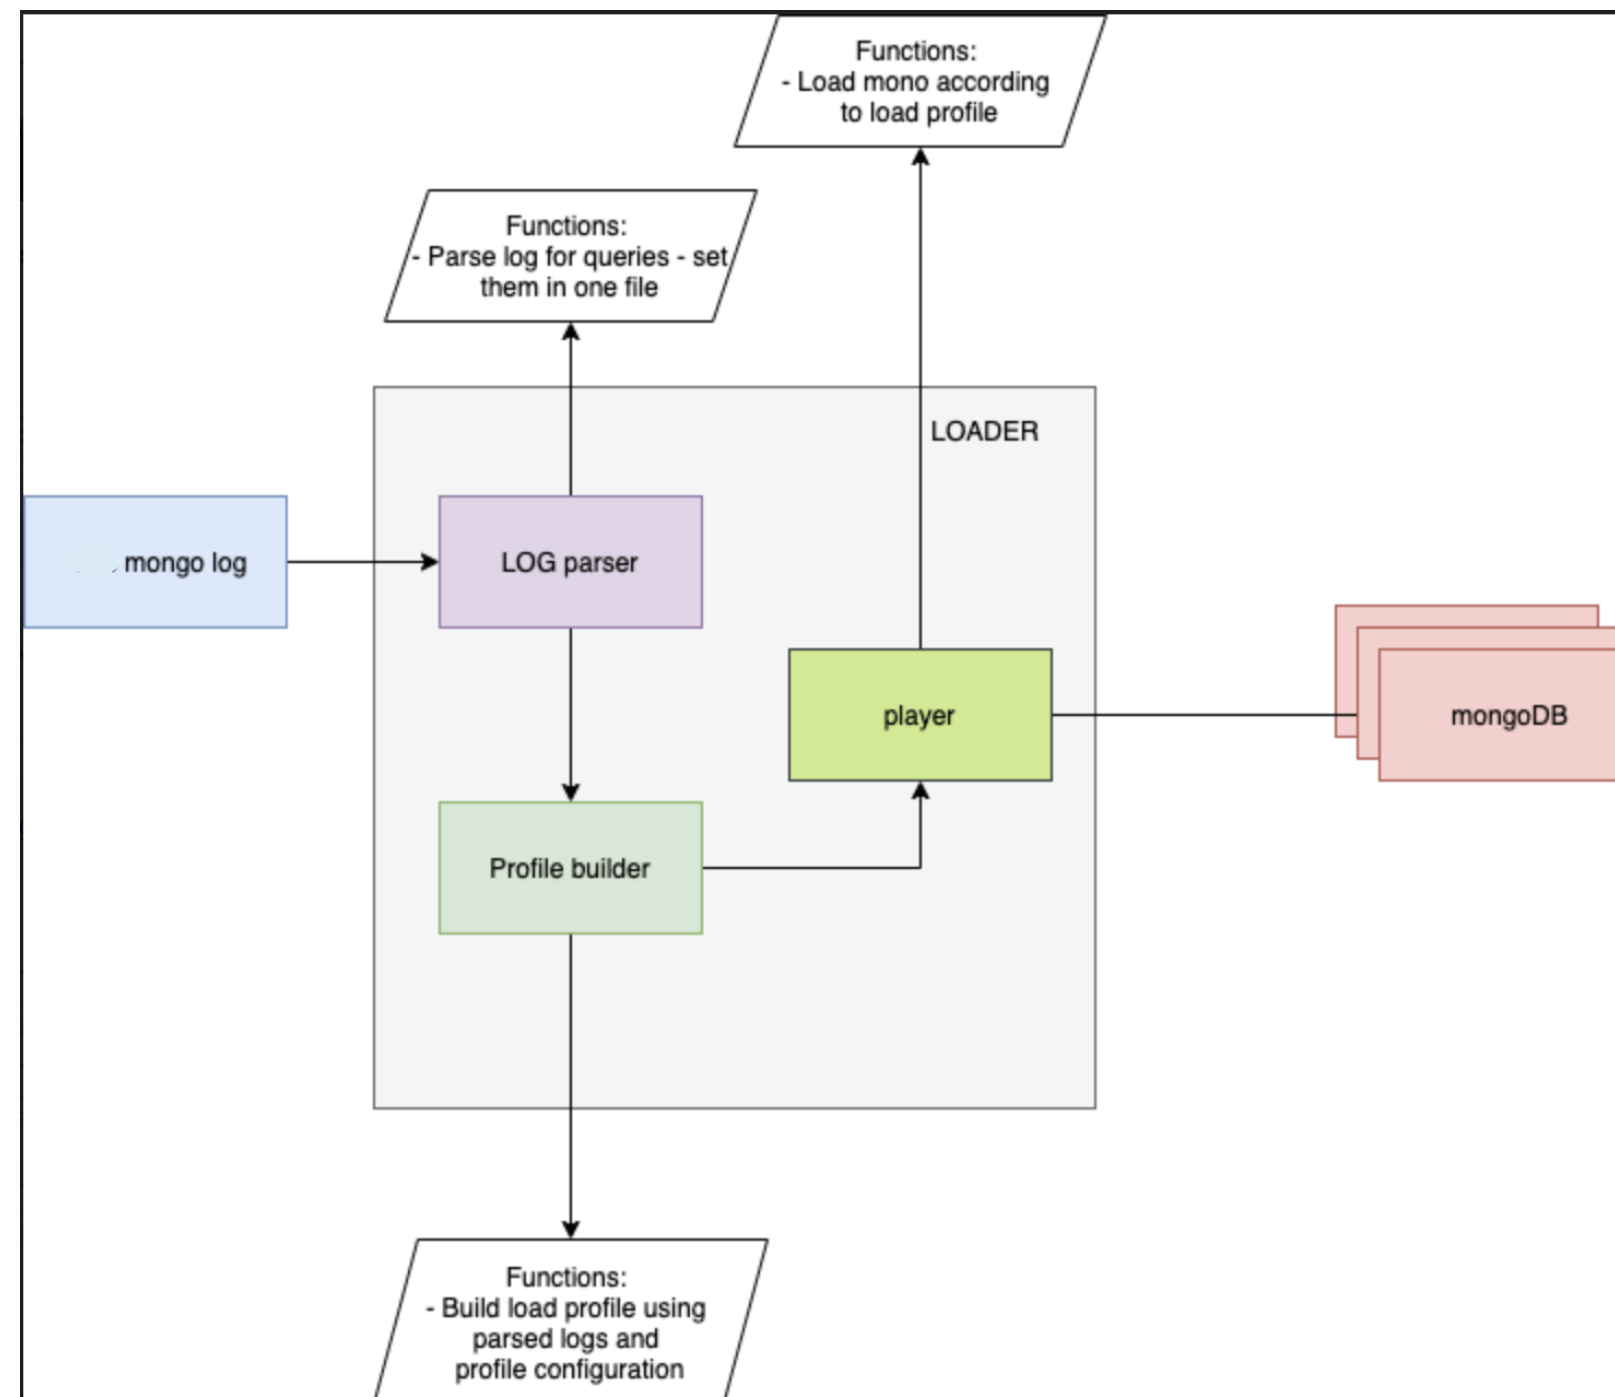 Functions:
- Load mono according
to load profile
Functions:
- Parse log for queries - set
them in one file
LOADER
mongo log
LOG parser
player
mongoDB
Profile builder
Functions:
- Build load profile using
parsed logs and
profile configuration